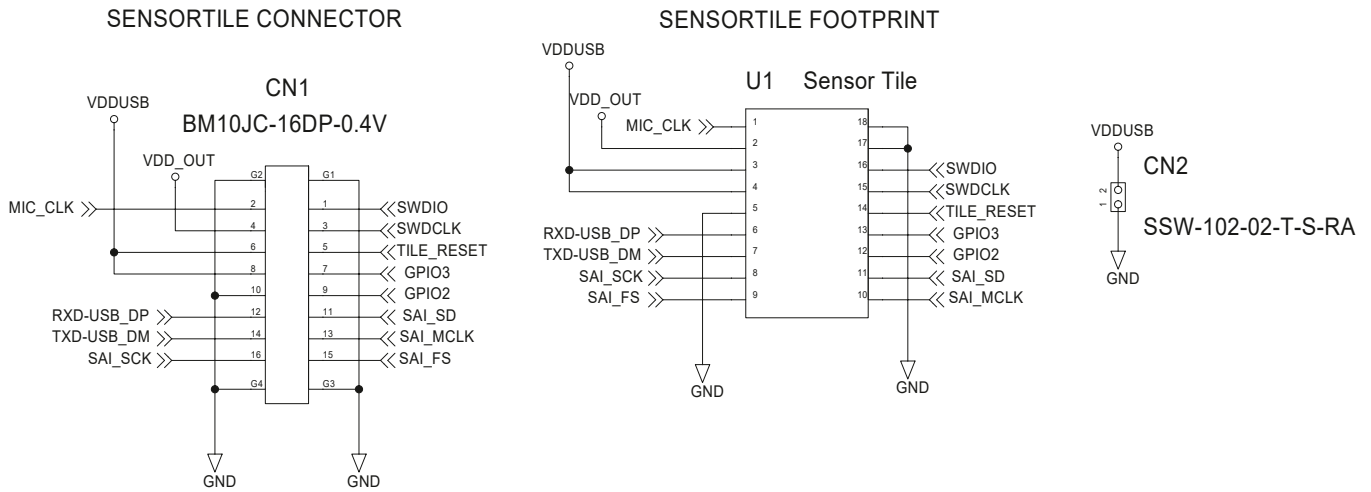 SENSORTILE CONNECTOR
CN1
BM10JC-16DP-0.4V
VDDUSB
VDD_OUT
G2 G1
MIC_CLK 2 1 SWDIO
4 3 SWDCLK
6 5 TILE_RESET
8 7 GPIO3
10 9 GPIO2
RXD-USB_DP 12 11 SAI_SD
TXD-USB_DM 14 13 SAI_MCLK
SAI_SCK 16 15 SAI_FS
G4 G3
GND GND
SENSORTILE FOOTPRINT
VDDUSB
U1 Sensor Tile
VDD_OUT
MIC_CLK 1 18
2 17
3 16 SWDIO
4 15 SWDCLK
5 14 TILE_RESET
RXD-USB_DP 6 13 GPIO3
TXD-USB_DM 7 12 GPIO2
SAI_SCK 8 11 SAI_SD
SAI_FS 9 10 SAI_MCLK
GND GND
VDDUSB
CN2
1 2
SSW-102-02-T-S-RA
GND